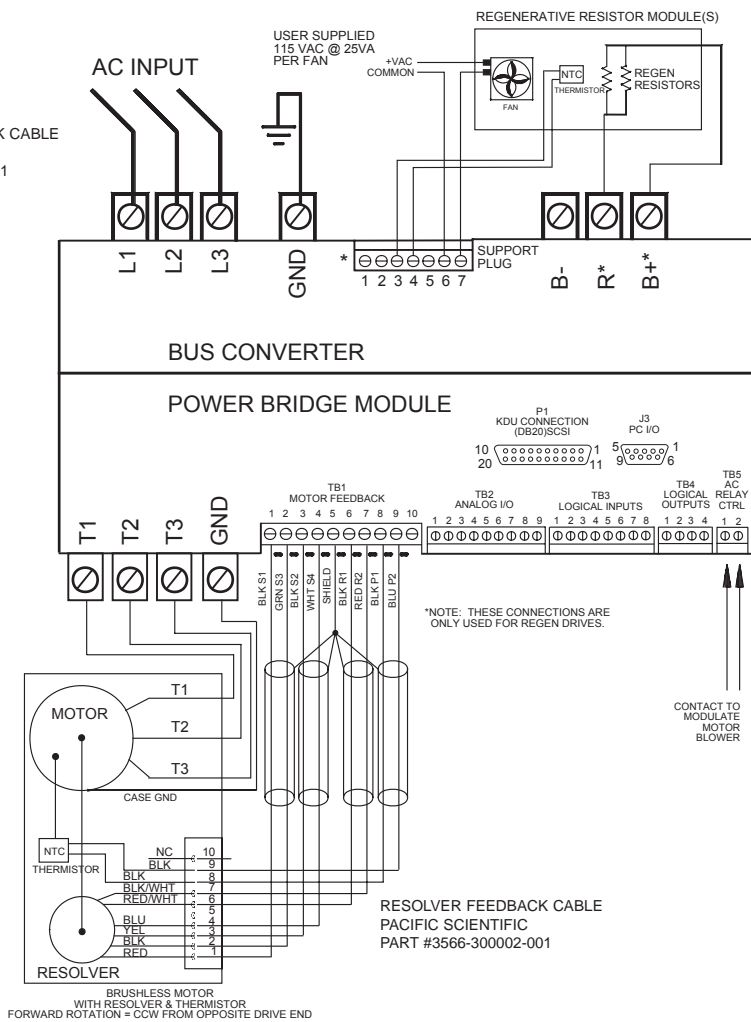 REGENERATIVE RESISTOR MODULE(S)
USER SUPPLIED
115 VAC @ 25VA
PER FAN
+VAC
COMMON
FAN
NTC
THERMISTOR
REGEN
RESISTORS
AC INPUT
K CABLE
1
L1
L2
L3
GND
*
1 2 3 4 5 6 7
SUPPORT
PLUG
B-
R*
B+*
BUS CONVERTER
POWER BRIDGE MODULE
P1
KDU CONNECTION
(DB20)SCSI
10
20
1
11
J3
PC I/O
5
9
1
6
T1
T2
T3
GND
TB1
MOTOR FEEDBACK
1 2 3 4 5 6 7 8 9 10
TB2
ANALOG I/O
1 2 3 4 5 6 7 8 9
TB3
LOGICAL INPUTS
1 2 3 4 5 6 7 8
TB4
LOGICAL
OUTPUTS
1 2 3 4
TB5
AC
RELAY
CTRL
1 2
BLK S1
GRN S3
BLK S2
WHT S4
SHIELD
BLK R1
RED R2
BLK P1
BLU P2
*NOTE: THESE CONNECTIONS ARE
ONLY USED FOR REGEN DRIVES.
CONTACT TO
MODULATE
MOTOR
BLOWER
MOTOR
T1
T2
T3
CASE GND
NTC
THERMISTOR
NC 10
BLK 9
BLK 8
BLK/WHT 7
RED/WHT 6
5
BLU 4
YEL 3
BLK 2
RED 1
RESOLVER
RESOLVER FEEDBACK CABLE
PACIFIC SCIENTIFIC
PART #3566-300002-001
BRUSHLESS MOTOR
WITH RESOLVER & THERMISTOR
FORWARD ROTATION = CCW FROM OPPOSITE DRIVE END